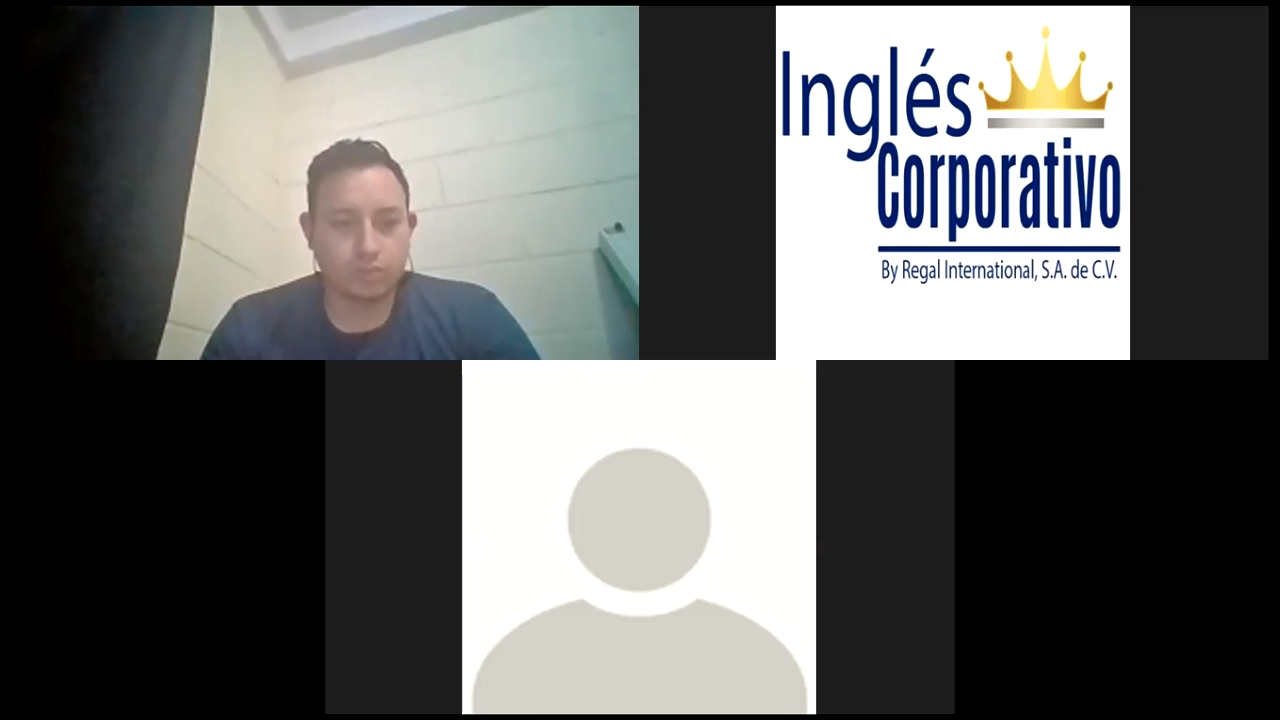 Inglés
Corporativo
By Regal International, S.A. de C.V.